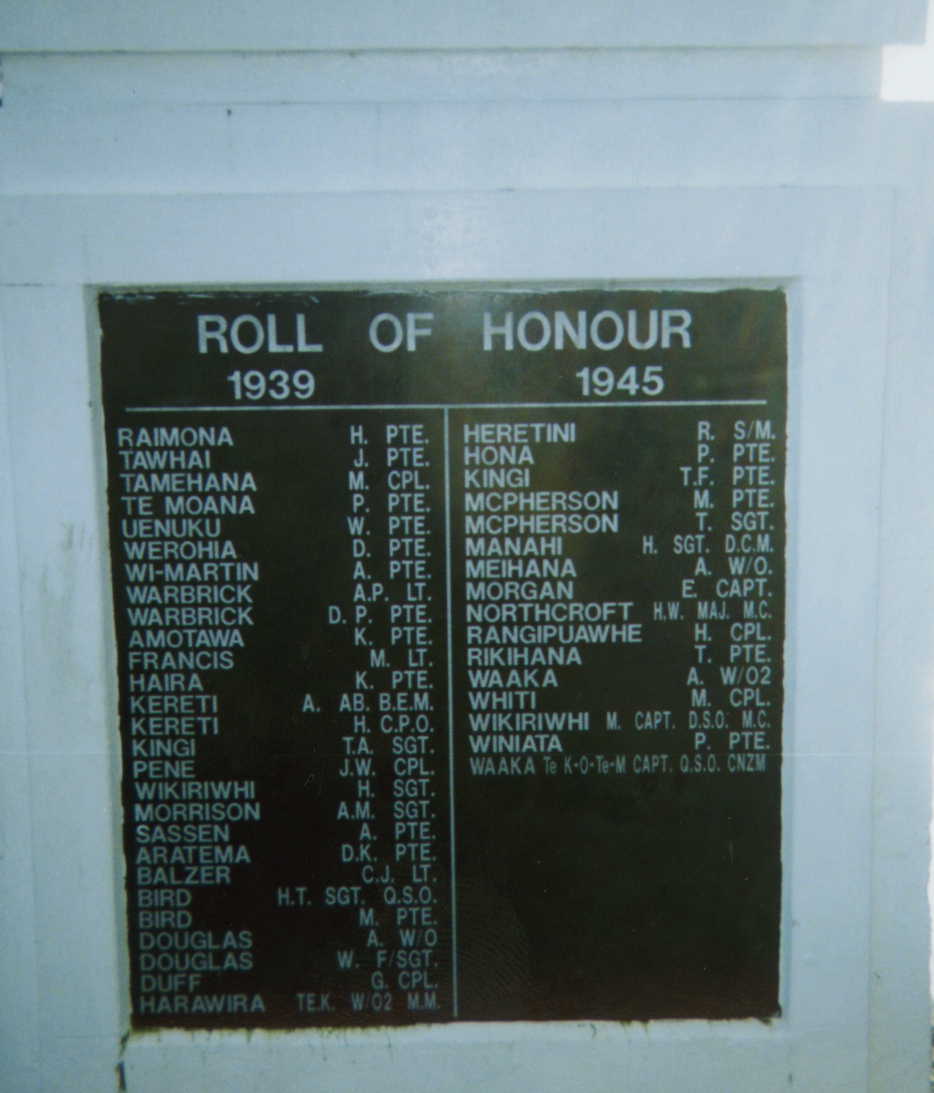 ROLL OF HONOUR
1939 1945
RAIMONA H. PTE.
TAWHAI J. PTE.
TAMEHANA M. CPL.
TE MOANA P. PTE.
UENUKU W. PTE.
WEROHIA D. PTE.
WI-MARTIN A. PTE.
WARBRICK A.P. LT.
WARBRICK D.P. PTE.
AMOTAWA K. PTE.
FRANCIS M. LT.
HAIRA K. PTE.
KERETI A. AB. B.E.M.
KERETI H. C.P.O.
KINGI T.A. SGT.
PENE J.W. CPL.
WIKIRIWHI H. SGT.
MORRISON A.M. SGT.
SASSEN A. PTE.
ARATEMA D.K. PTE.
BALZER C.J. LT.
BIRD H.T. SGT. Q.S.O.
BIRD M. PTE.
DOUGLAS A. W/O
DOUGLAS W. F/SGT.
DUFF G. CPL.
HARAWIRA TE.K. W/O2 M.M.
HERETINI R. S/M.
HONA P. PTE.
KINGI T.F. PTE.
MCPHERSON M. PTE.
MCPHERSON T. SGT.
MANAHI H. SGT. D.C.M.
MEIHANA A. W/O.
MORGAN E. CAPT.
NORTHCROFT H.W. MAJ. M.C.
RANGIPUAWHE H. CPL.
RIKIHANA T. PTE.
WAAKA A. W/O2
WHITI M. CPL.
WIKIRIWHI M. CAPT. D.S.O. M.C.
WINIATA P. PTE.
WAAKA Te K-O-Te-M CAPT. Q.S.O. CNZM